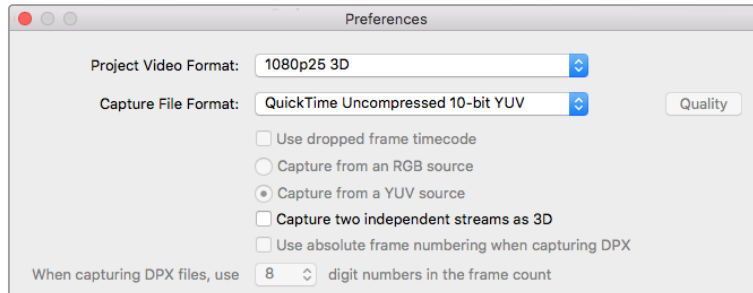 Preferences
Project Video Format: 1080p25 3D
Capture File Format: QuickTime Uncompressed 10-bit YUV Quality
Use dropped frame timecode
Capture from an RGB source
Capture from a YUV source
Capture two independent streams as 3D
Use absolute frame numbering when capturing DPX
When capturing DPX files, use 8 digit numbers in the frame count